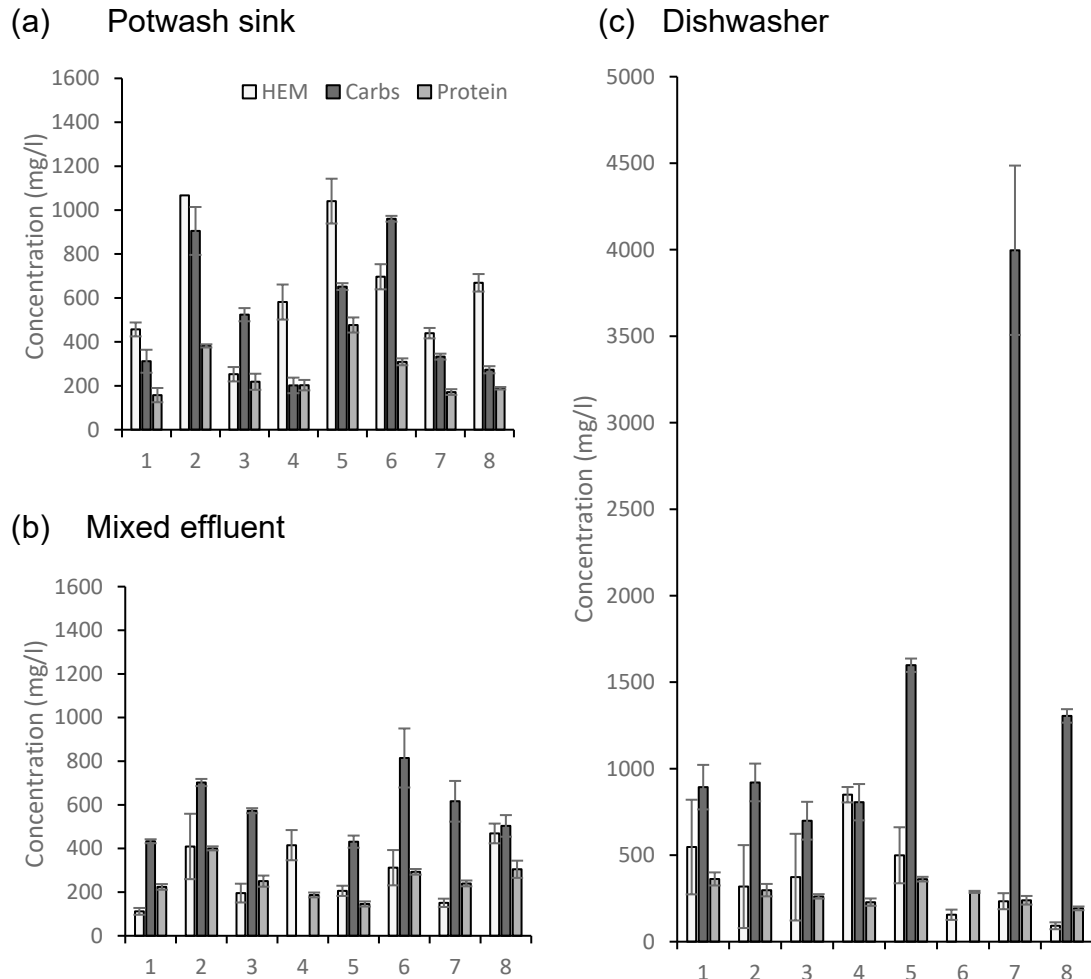 (a) Potwash sink
1600
1400
1200
1000
800
600
400
200
0
Concentration (mg/l)
HEM Carbs Protein
1 2 3 4 5 6 7 8
(b) Mixed effluent
1600
1400
1200
1000
800
600
400
200
0
Concentration (mg/l)
1 2 3 4 5 6 7 8
(c) Dishwasher
5000
4500
4000
3500
3000
2500
2000
1500
1000
500
0
Concentration (mg/l)
1 2 3 4 5 6 7 8